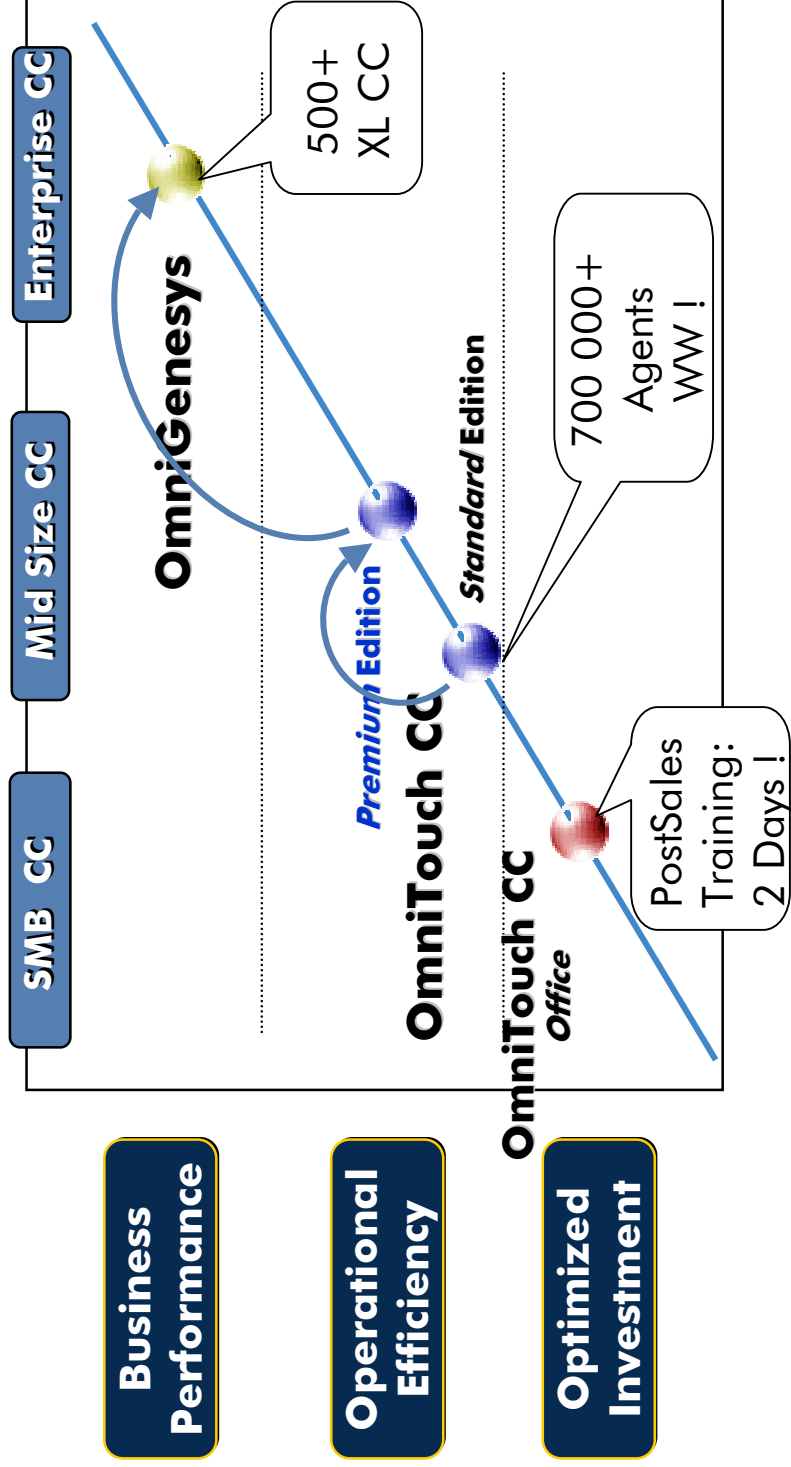 SMB CC
Mid Size CC
Enterprise CC
Business
Performance
OmniGenesys
500+
XL CC
Operational
Efficiency
Premium Edition
OmniTouch CC
Standard Edition
700 000+
Agents
WW !
Optimized
Investment
OmniTouch CC
Office
PostSales
Training:
2 Days !